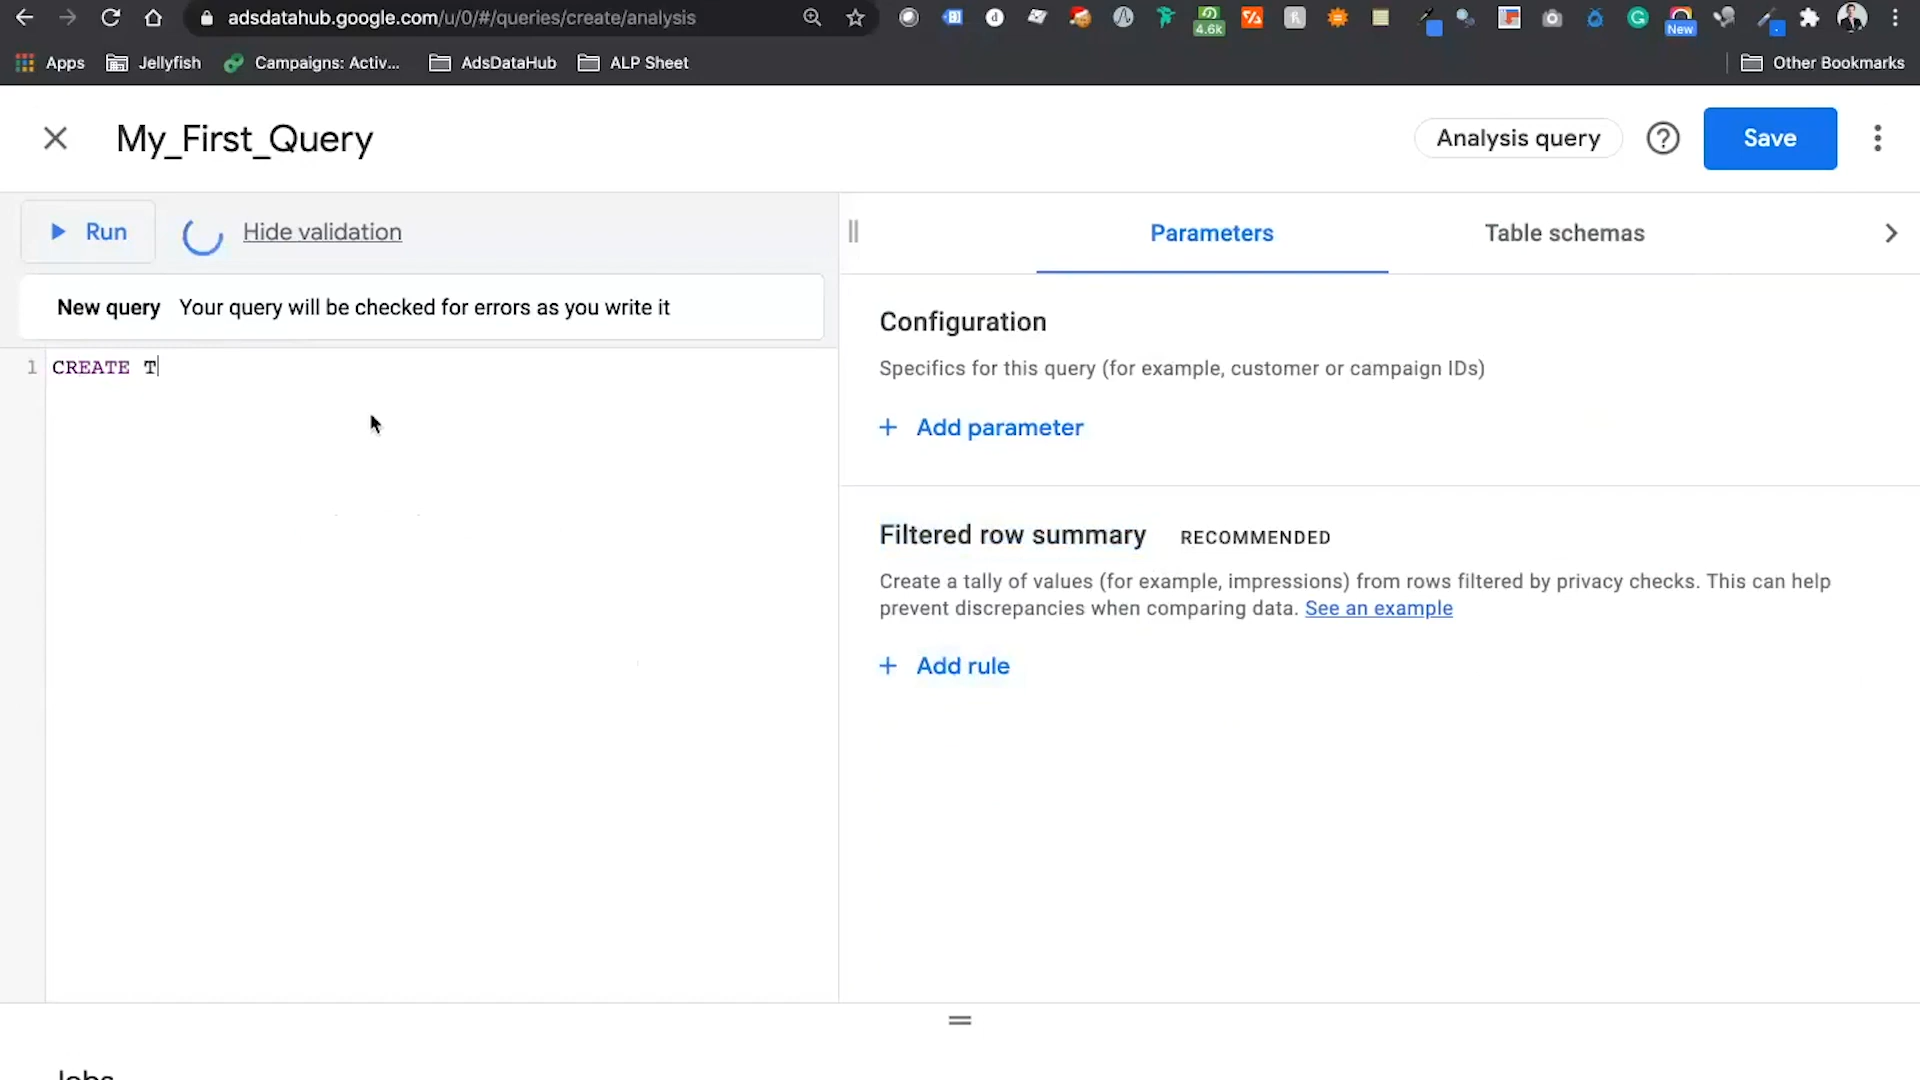 adsdatahub.google.com/u/0/#/queries/create/analysis
4.6k
New
Apps
Jellyfish
Campaigns: Activ...
AdsDataHub
ALP Sheet
Other Bookmarks
My_First_Query
Analysis query
Save
Run
Hide validation
Parameters
Table schemas
New query Your query will be checked for errors as you write it
1 CREATE T
Configuration
Specifics for this query (for example, customer or campaign IDs)
+ Add parameter
Filtered row summary RECOMMENDED
Create a tally of values (for example, impressions) from rows filtered by privacy checks. This can help
prevent discrepancies when comparing data. See an example
+ Add rule
Jobs